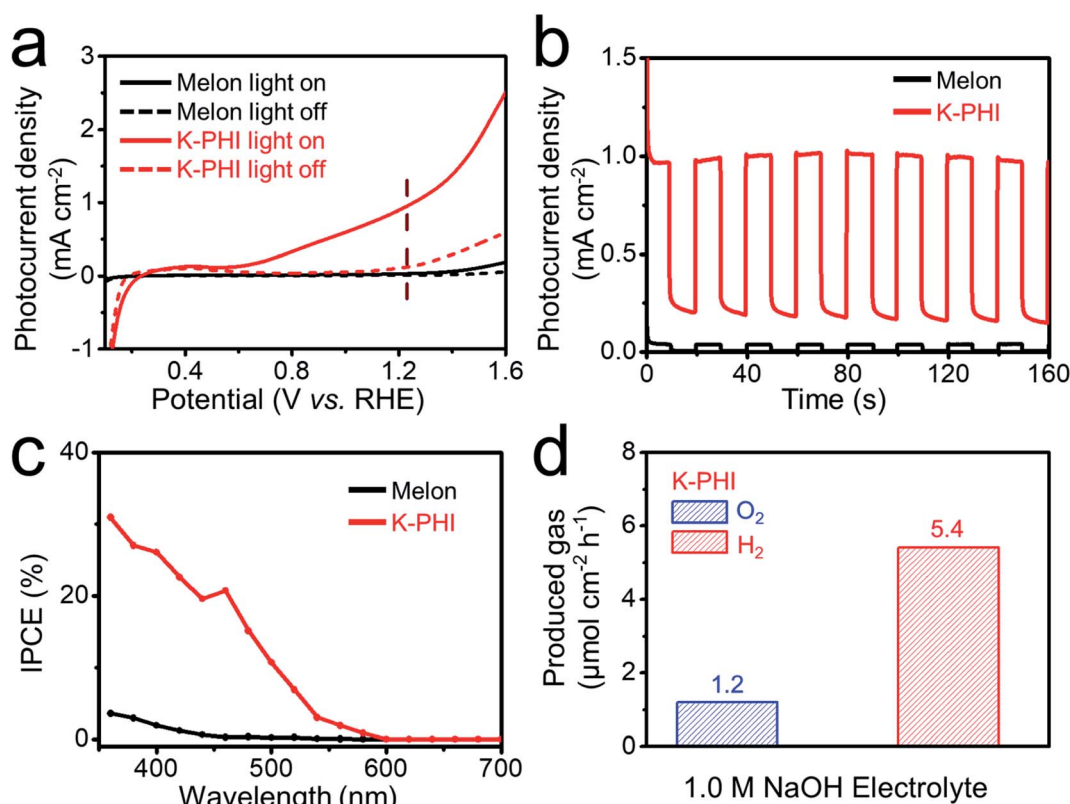 a
Photocurrent density
(mA cm-2)
3
2
1
0
-1
Melon light on
Melon light off
K-PHI light on
K-PHI light off
0.4
0.8
1.2
1.6
Potential (V vs. RHE)
b
Photocurrent density
(mA cm-2)
1.5
1.0
0.5
0.0
Melon
K-PHI
0
40
80
120
160
Time (s)
c
IPCE (%)
40
20
0
Melon
K-PHI
400
500
600
700
Wavelength (nm)
d
Produced gas
(µmol cm-2 h-1)
8
6
4
2
0
K-PHI
O2
H2
1.2
5.4
1.0 M NaOH Electrolyte